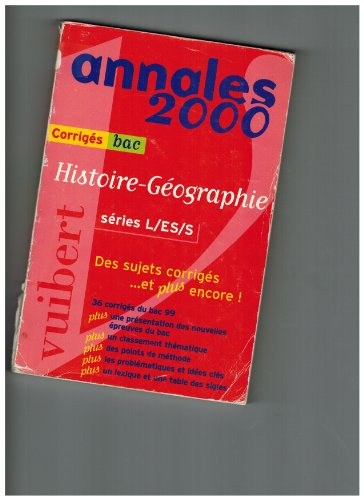 annales
2000
Corrigés bac
Histoire-Géographie
séries L/ES/S
vuibert
Des sujets corrigés
...et plus encore !
36 corrigés du bac 99
plus une présentation des nouvelles
épreuves du bac
plus un classement thématique
plus des points de méthode
plus les problématiques et idées clés
plus un lexique et une table des sigles